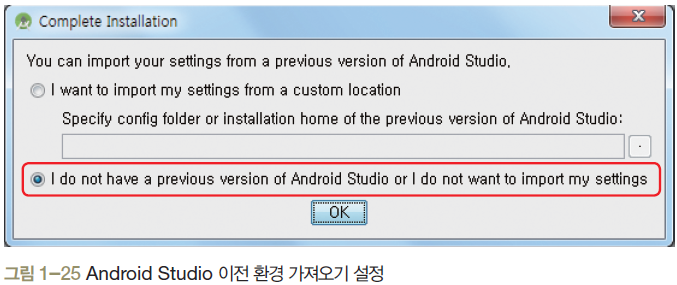 Complete Installation
You can import your settings from a previous version of Android Studio.
I want to import my settings from a custom location
Specify config folder or installation home of the previous version of Android Studio:
I do not have a previous version of Android Studio or I do not want to import my settings
OK
그림 1-25 Android Studio 이전 환경 가져오기 설정